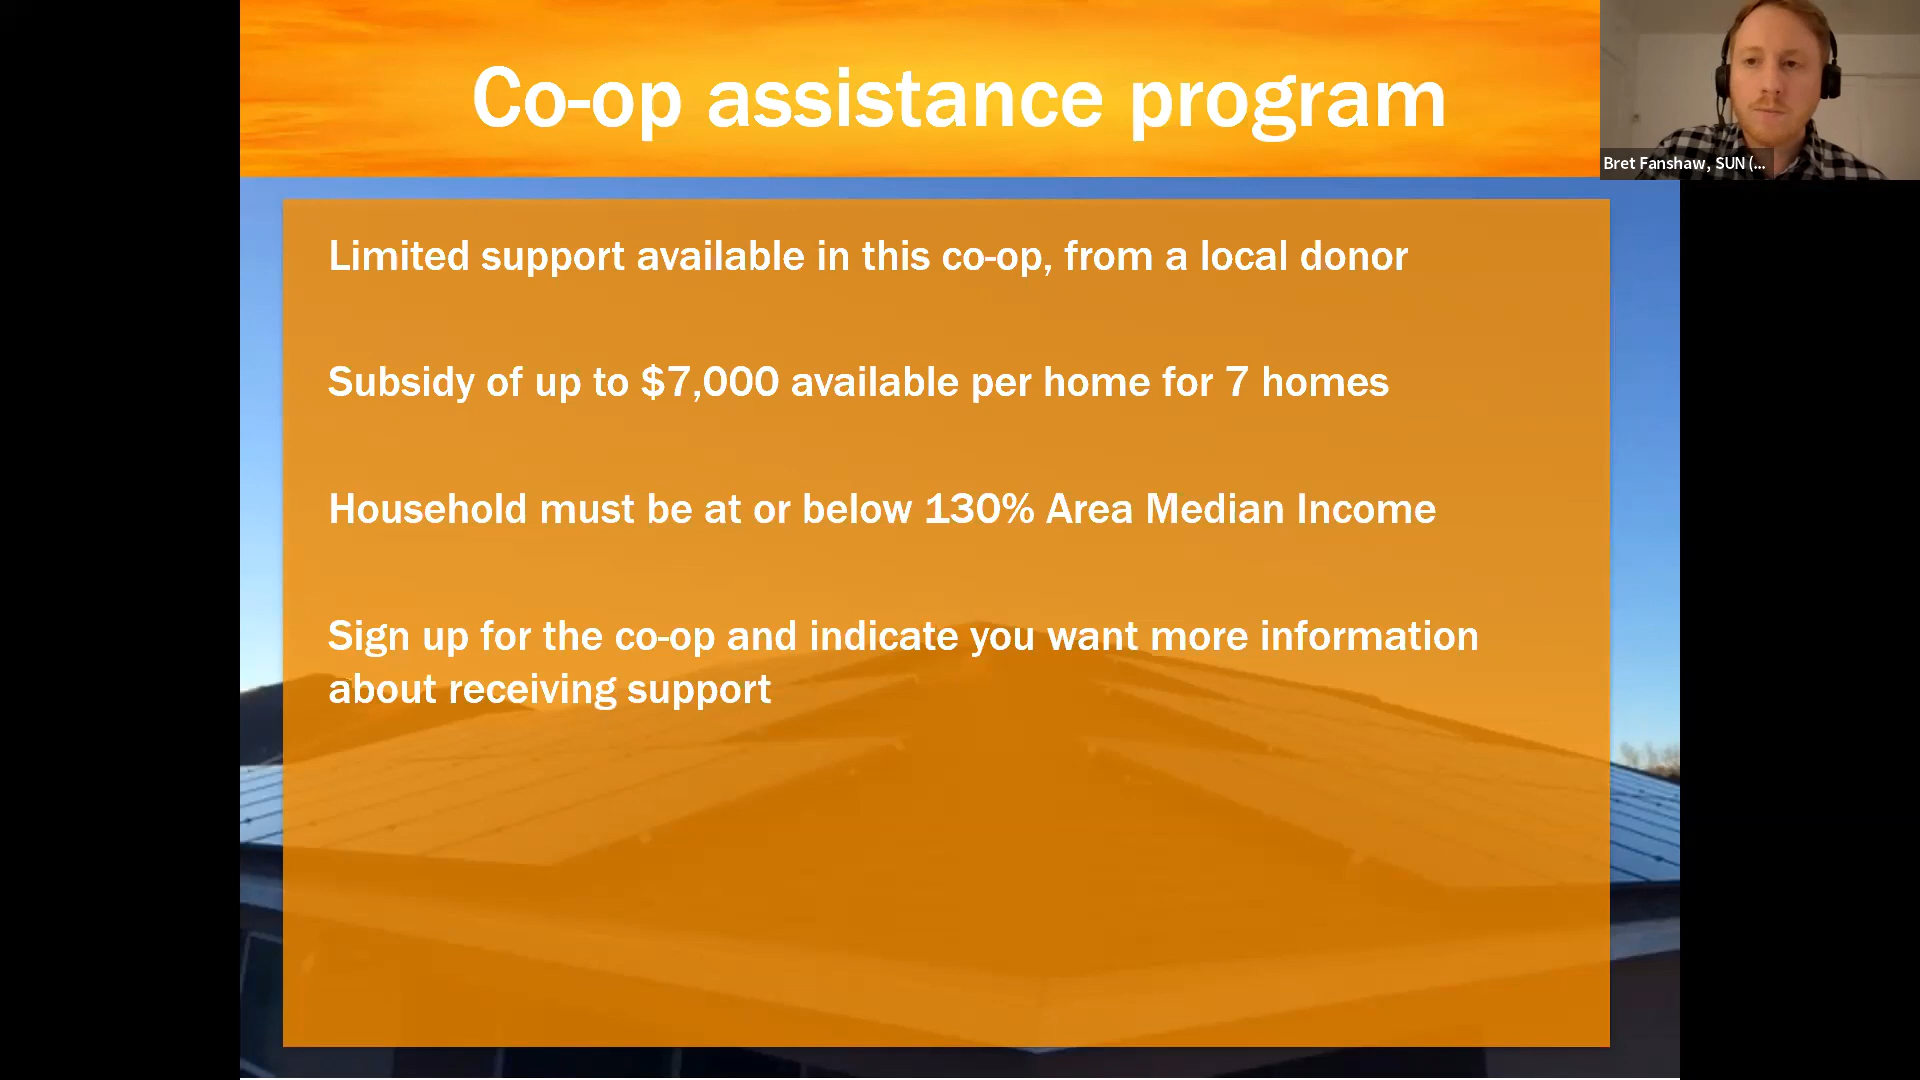 Co-op assistance program
Bret Fanshaw, SUN (...
Limited support available in this co-op, from a local donor
Subsidy of up to $7,000 available per home for 7 homes
Household must be at or below 130% Area Median Income
Sign up for the co-op and indicate you want more information
about receiving support